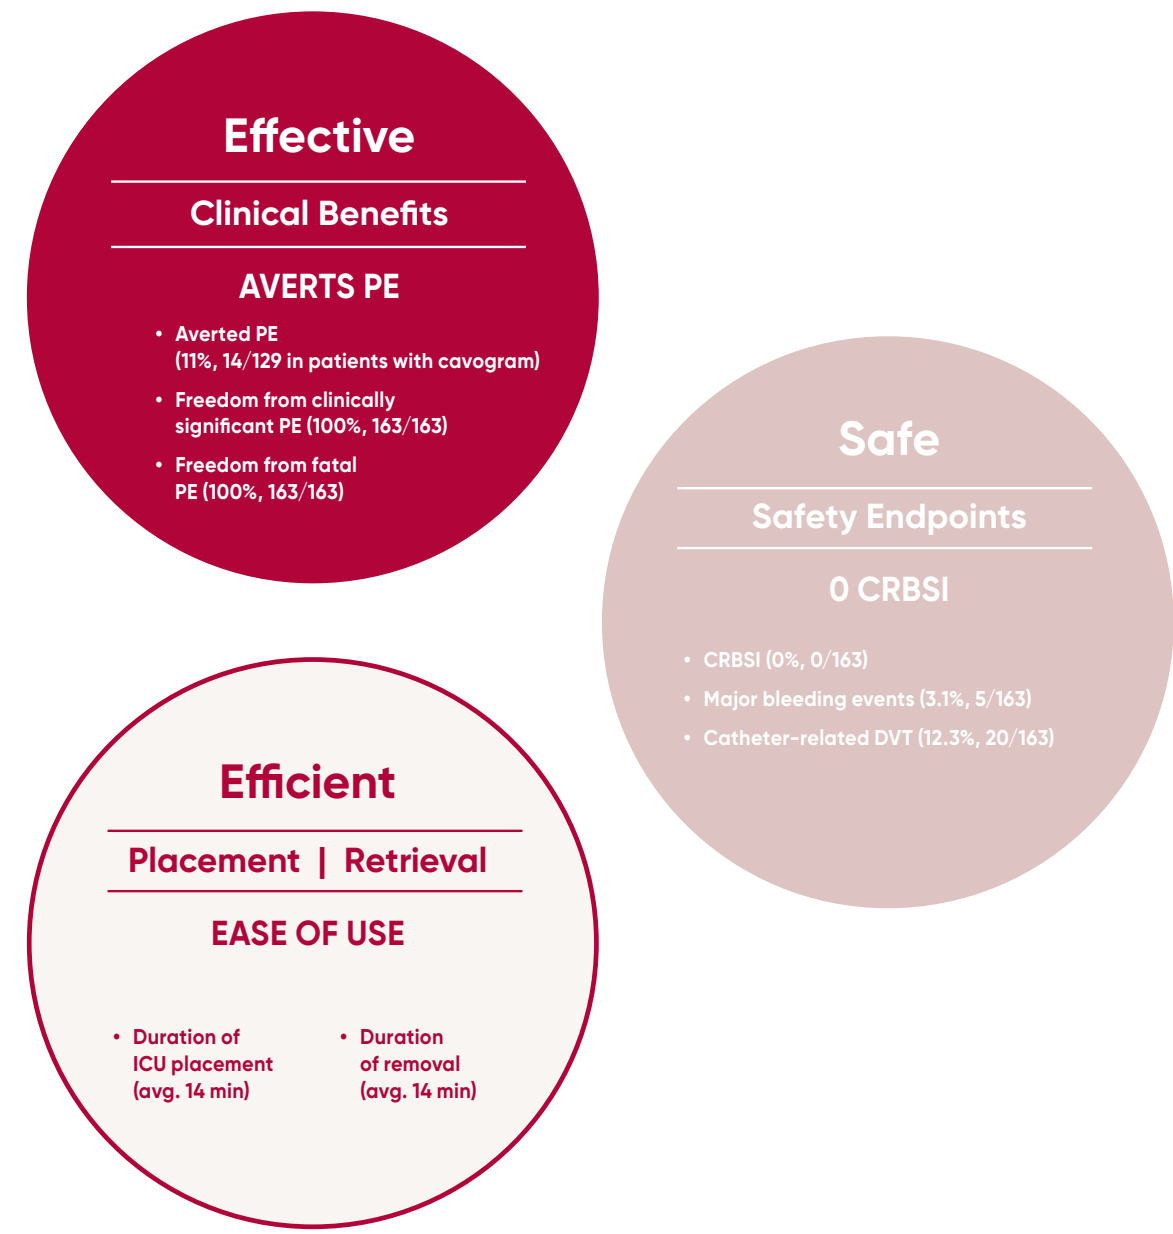 Effective
Clinical Benefits
AVERTS PE
• Averted PE
(11%, 14/129 in patients with cavogram)
• Freedom from clinically
significant PE (100%, 163/163)
• Freedom from fatal
PE (100%, 163/163)
Safe
Safety Endpoints
0 CRBSI
• CRBSI (0%, 0/163)
• Major bleeding events (3.1%, 5/163)
• Catheter-related DVT (12.3%, 20/163)
Efficient
Placement | Retrieval
EASE OF USE
• Duration of
ICU placement
(avg. 14 min)
• Duration
of removal
(avg. 14 min)